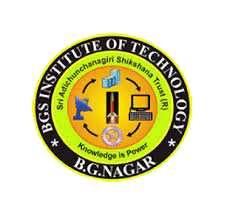 BGS INSTITUTE OF TECHNOLOGY
Sri Adichunchanagiri Shikshana Trust (R)
Knowledge is Power
* B.G.NAGAR *